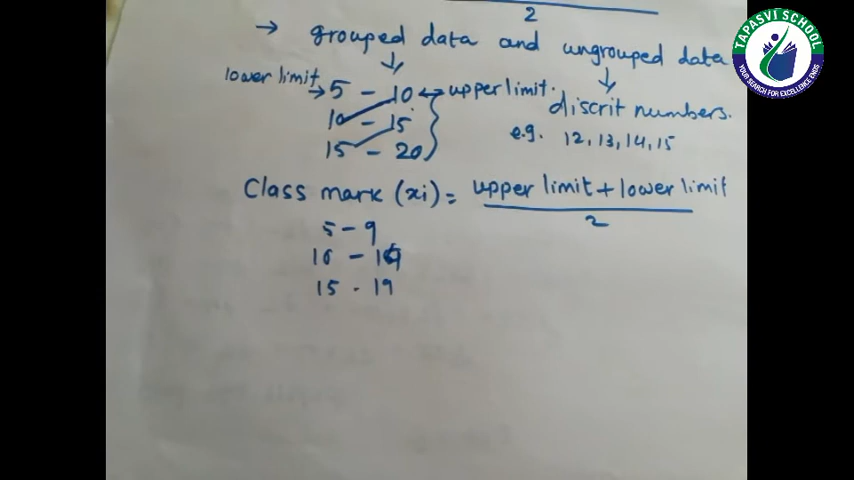 2
→ grouped data and ungrouped data
lower limit → 5 - 10 ← upper limit.
discrit numbers.
10 - 15
e.g. 12, 13, 14, 15
15 - 20
Class mark (xi) = upper limit + lower limit
2
5 - 9
10 -
15 - 19
TAPASVI SCHOOL
YOUR SEARCH FOR EXCELLENCE ENDS